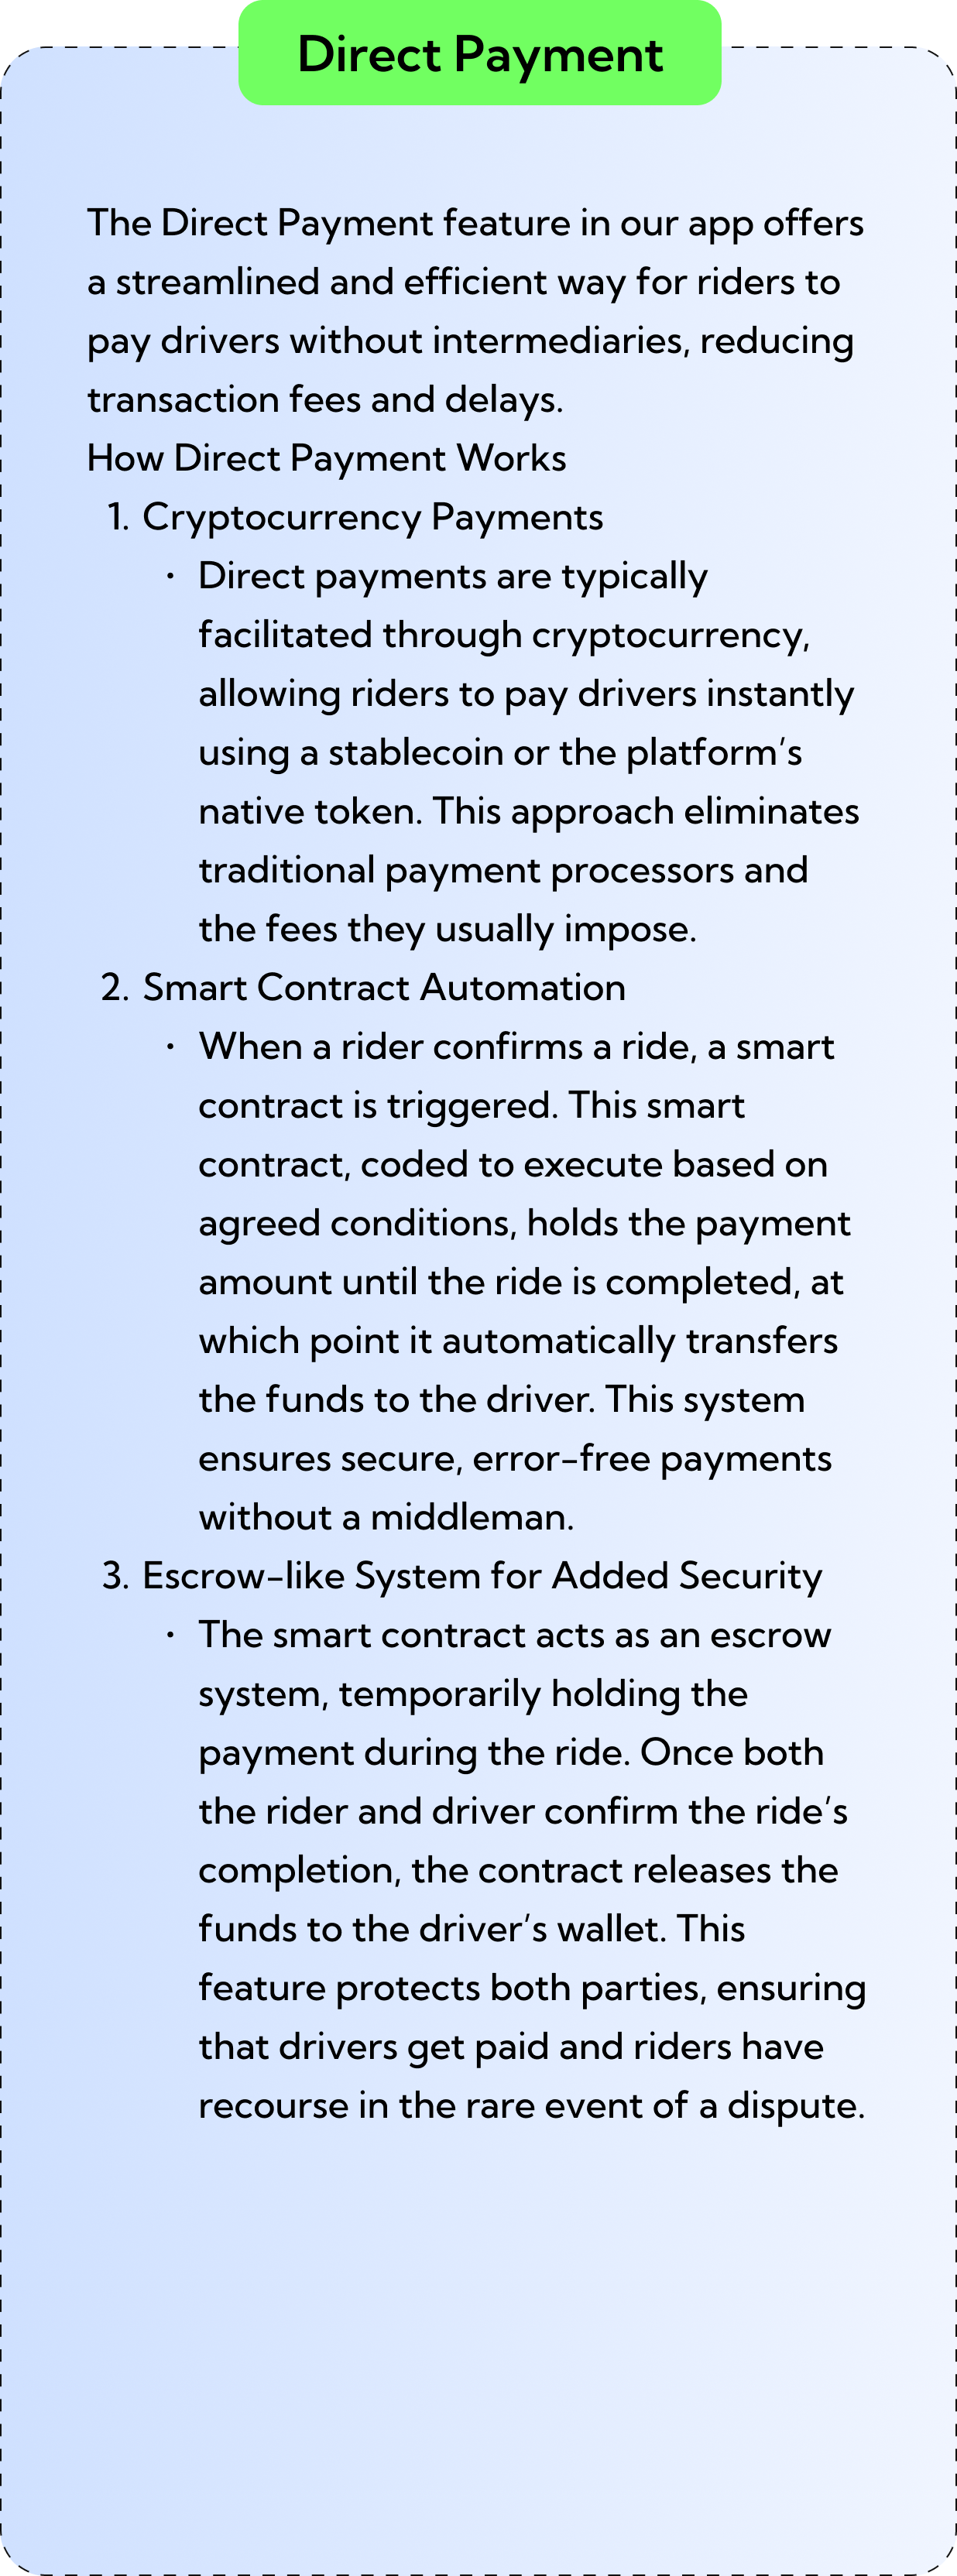 Direct Payment
The Direct Payment feature in our app offers
a streamlined and efficient way for riders to
pay drivers without intermediaries, reducing
transaction fees and delays.
How Direct Payment Works
1. Cryptocurrency Payments
• Direct payments are typically
facilitated through cryptocurrency,
allowing riders to pay drivers instantly
using a stablecoin or the platform’s
native token. This approach eliminates
traditional payment processors and
the fees they usually impose.
2. Smart Contract Automation
• When a rider confirms a ride, a smart
contract is triggered. This smart
contract, coded to execute based on
agreed conditions, holds the payment
amount until the ride is completed, at
which point it automatically transfers
the funds to the driver. This system
ensures secure, error-free payments
without a middleman.
3. Escrow-like System for Added Security
• The smart contract acts as an escrow
system, temporarily holding the
payment during the ride. Once both
the rider and driver confirm the ride’s
completion, the contract releases the
funds to the driver’s wallet. This
feature protects both parties, ensuring
that drivers get paid and riders have
recourse in the rare event of a dispute.